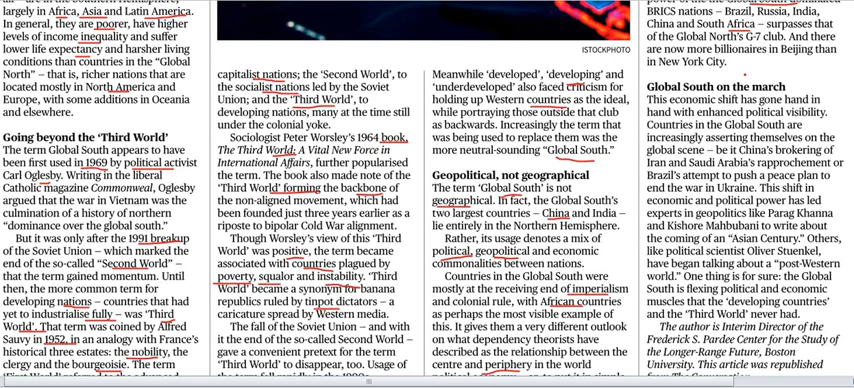 largely in Africa, Asia and Latin America.
In general, they are poorer, have higher
levels of income inequality and suffer
lower life expectancy and harsher living
conditions than countries in the “Global
North” – that is, richer nations that are
located mostly in North America and
Europe, with some additions in Oceania
and elsewhere.
Going beyond the ‘Third World’
The term Global South appears to have
been first used in 1969 by political activist
Carl Oglesby. Writing in the liberal
Catholic magazine Commonweal, Oglesby
argued that the war in Vietnam was the
culmination of a history of northern
“dominance over the global south.”
But it was only after the 1991 breakup
of the Soviet Union – which marked the
end of the so-called “Second World” –
that the term gained momentum. Until
then, the more common term for
developing nations – countries that had
yet to industrialise fully – was ‘Third
World’. That term was coined by Alfred
Sauvy in 1952, in an analogy with France’s
historical three estates: the nobility, the
clergy and the bourgeoisie. The term
ISTOCKPHOTO
capitalist nations; the ‘Second World’, to
the socialist nations led by the Soviet
Union; and the ‘Third World’, to
developing nations, many at the time still
under the colonial yoke.
Sociologist Peter Worsley’s 1964 book,
The Third World: A Vital New Force in
International Affairs, further popularised
the term. The book also made note of the
‘Third World’ forming the backbone of
the non-aligned movement, which had
been founded just three years earlier as a
riposte to bipolar Cold War alignment.
Though Worsley’s view of this ‘Third
World’ was positive, the term became
associated with countries plagued by
poverty, squalor and instability. ‘Third
World’ became a synonym for banana
republics ruled by tinpot dictators – a
caricature spread by Western media.
The fall of the Soviet Union – and with
it the end of the so-called Second World –
gave a convenient pretext for the term
‘Third World’ to disappear, too. Usage of
Meanwhile ‘developed’, ‘developing’ and
‘underdeveloped’ also faced criticism for
holding up Western countries as the ideal,
while portraying those outside that club
as backwards. Increasingly the term that
was being used to replace them was the
more neutral-sounding “Global South.”
Geopolitical, not geographical
The term ‘Global South’ is not
geographical. In fact, the Global South’s
two largest countries – China and India –
lie entirely in the Northern Hemisphere.
Rather, its usage denotes a mix of
political, geopolitical and economic
commonalities between nations.
Countries in the Global South were
mostly at the receiving end of imperialism
and colonial rule, with African countries
as perhaps the most visible example of
this. It gives them a very different outlook
on what dependency theorists have
described as the relationship between the
centre and periphery in the world
BRICS nations – Brazil, Russia, India,
China and South Africa – surpasses that
of the Global North’s G-7 club. And there
are now more billionaires in Beijing than
in New York City.
Global South on the march
This economic shift has gone hand in
hand with enhanced political visibility.
Countries in the Global South are
increasingly asserting themselves on the
global scene – be it China’s brokering of
Iran and Saudi Arabia’s rapprochement or
Brazil’s attempt to push a peace plan to
end the war in Ukraine. This shift in
economic and political power has led
experts in geopolitics like Parag Khanna
and Kishore Mahbubani to write about
the coming of an “Asian Century.” Others,
like political scientist Oliver Stuenkel,
have began talking about a “post-Western
world.” One thing is for sure: the Global
South is flexing political and economic
muscles that the ‘developing countries’
and the ‘Third World’ never had.
The author is Interim Director of the
Frederick S. Pardee Center for the Study of
the Longer-Range Future, Boston
University. This article was republished